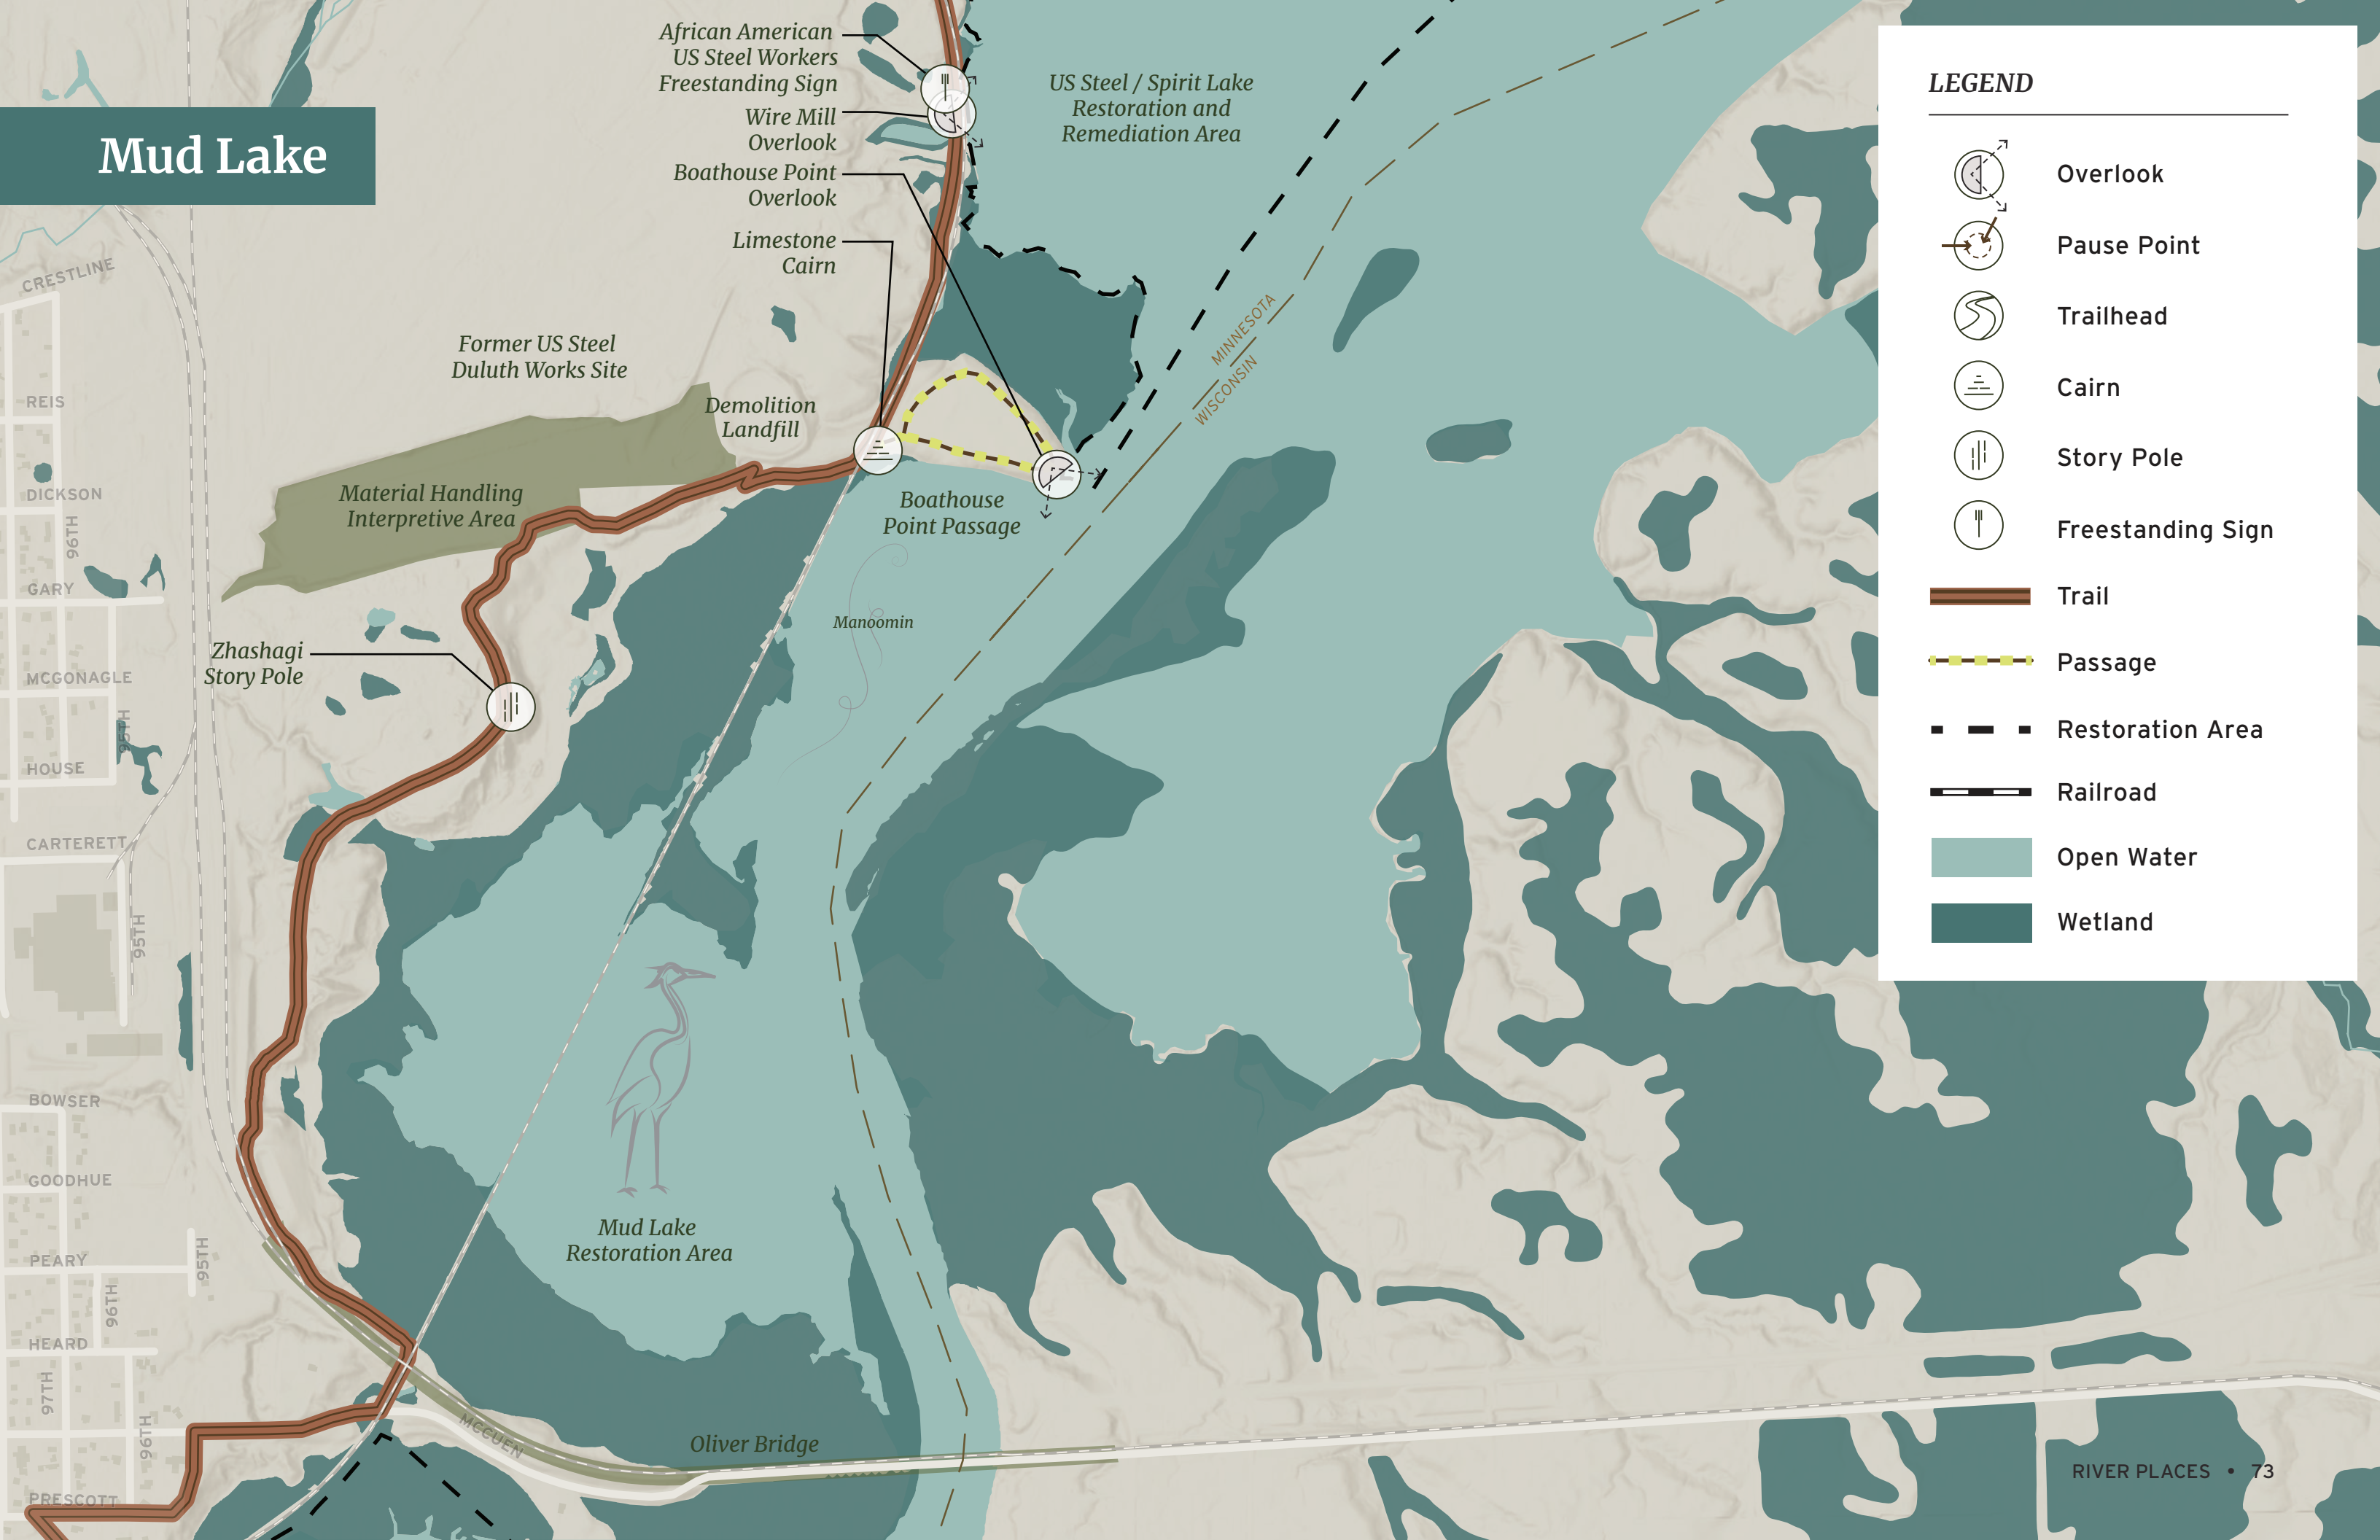 Mud Lake
African American
US Steel Workers
Freestanding Sign
Wire Mill
Overlook
Boathouse Point
Overlook
Limestone
Cairn
US Steel / Spirit Lake
Restoration and
Remediation Area
Former US Steel
Duluth Works Site
Demolition
Landfill
Material Handling
Interpretive Area
Boathouse
Point Passage
Manoomin
Zhashagi
Story Pole
MINNESOTA
WISCONSIN
Mud Lake
Restoration Area
Oliver Bridge
MCCUEN
CRESTLINE
REIS
DICKSON
96TH
GARY
MCGONAGLE
95TH
HOUSE
CARTERETT
95TH
BOWSER
GOODHUE
PEARY
95TH
96TH
HEARD
97TH
96TH
PRESCOTT
LEGEND
Overlook
Pause Point
Trailhead
Cairn
Story Pole
Freestanding Sign
Trail
Passage
Restoration Area
Railroad
Open Water
Wetland
RIVER PLACES • 73